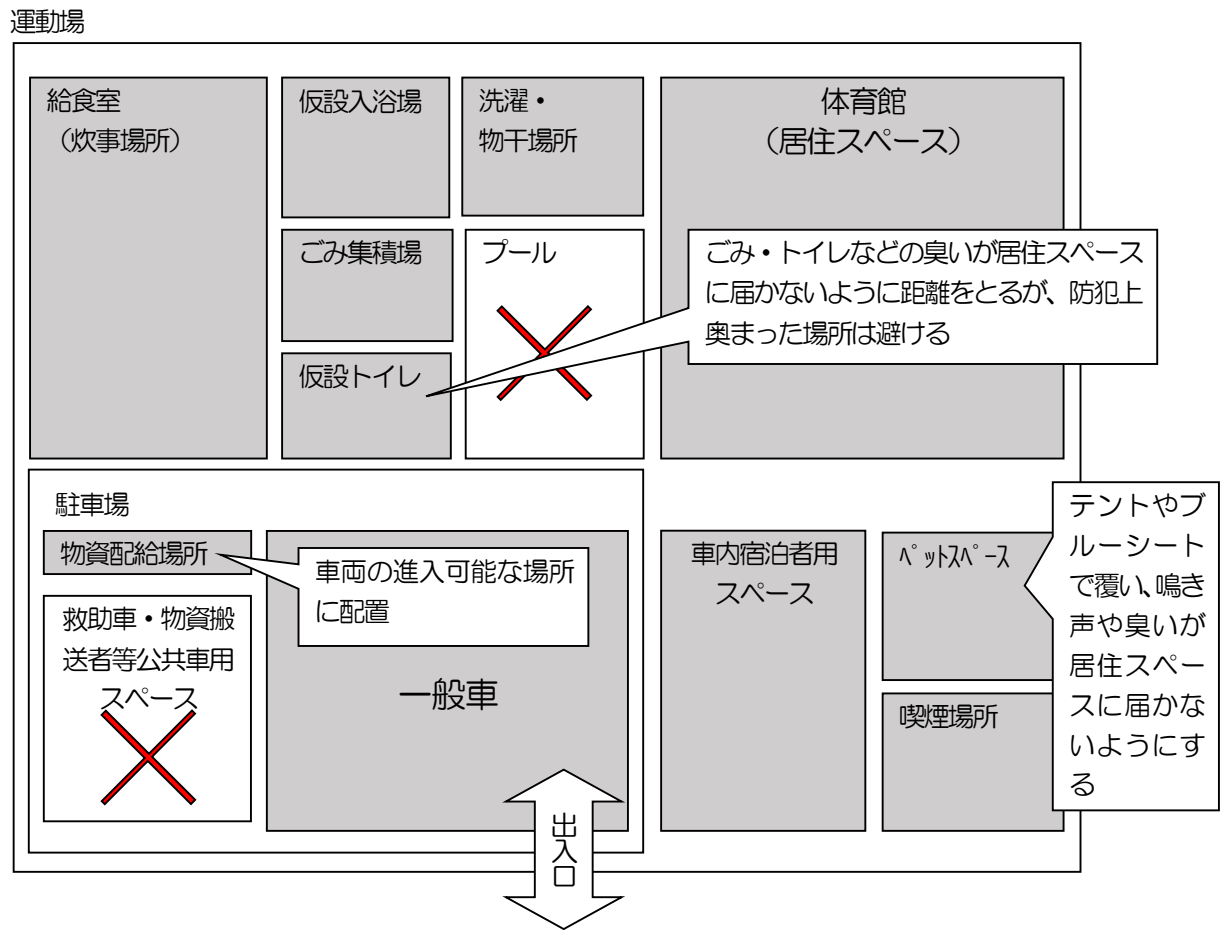 運動場
給食室
（炊事場所）
仮設入浴場
洗濯・
物干場所
体育館
（居住スペース）
ごみ集積場
プール
ごみ・トイレなどの臭いが居住スペース
に届かないように距離をとるが、防犯上
奥まった場所は避ける
仮設トイレ
駐車場
物資配給場所
車両の進入可能な場所
に配置
救助車・物資搬
送者等公共車用
スペース
一般車
出入口
車内宿泊者用
スペース
ﾍﾟｯﾄｽﾍﾟｰｽ
テントやブ
ルーシート
で覆い、鳴き
声や臭いが
居住スペー
スに届かな
いようにす
る
喫煙場所